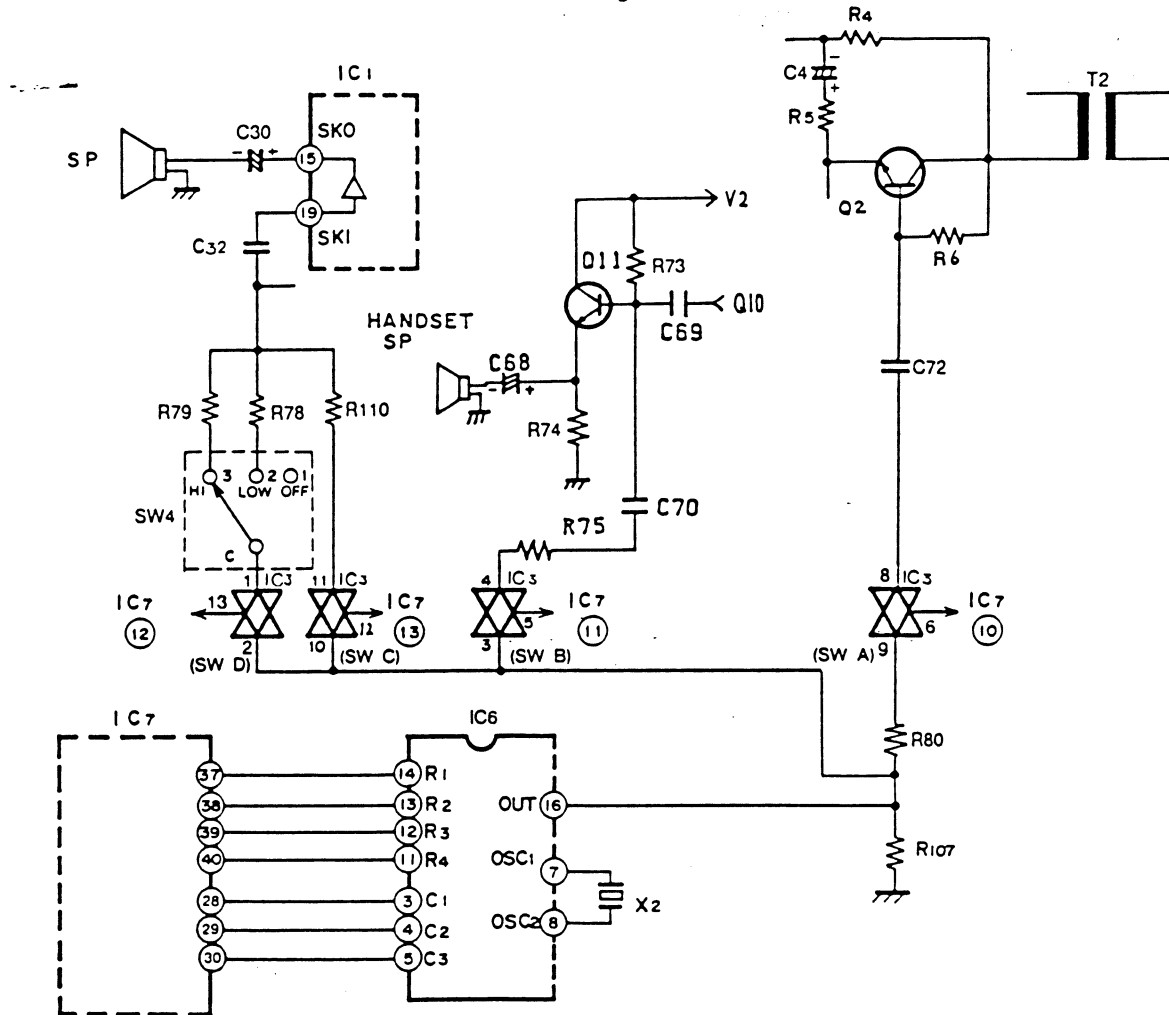 R4
IC1
C4
T2
C30
SKO
R5
SP
- +
15
Q2
V2
19
SKI
C32
Q11
R73
R6
HANDSET
SP
Q10
C69
C68
C72
R79
R78
R110
- +
R74
3
2
1
HI
LOW
OFF
C70
SW4
R75
C
1
IC3
11
IC3
4
IC3
8
IC3
IC7
13
IC7
IC7
IC7
12
12
13
5
11
6
10
2
10
3
9
(SW D)
(SW C)
(SW B)
(SW A)
IC7
IC6
R80
37
14
R1
38
13
R2
OUT
16
39
12
R3
40
11
R4
OSC1
7
R107
28
3
C1
X2
29
4
C2
OSC2
8
30
5
C3